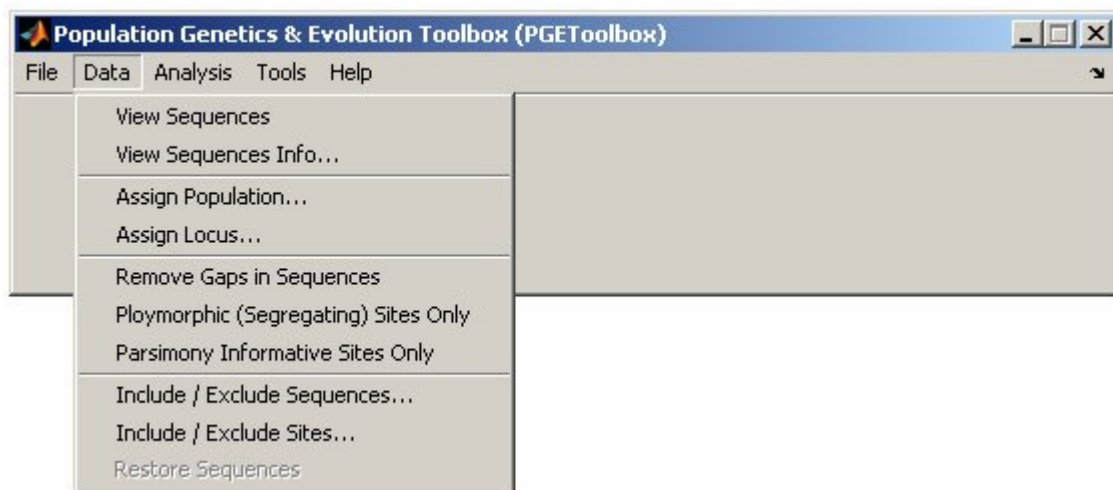 Population Genetics & Evolution Toolbox (PGEToolbox)
File Data Analysis Tools Help
View Sequences
View Sequences Info...
Assign Population...
Assign Locus...
Remove Gaps in Sequences
Ploymorphic (Segregating) Sites Only
Parsimony Informative Sites Only
Include / Exclude Sequences...
Include / Exclude Sites...
Restore Sequences